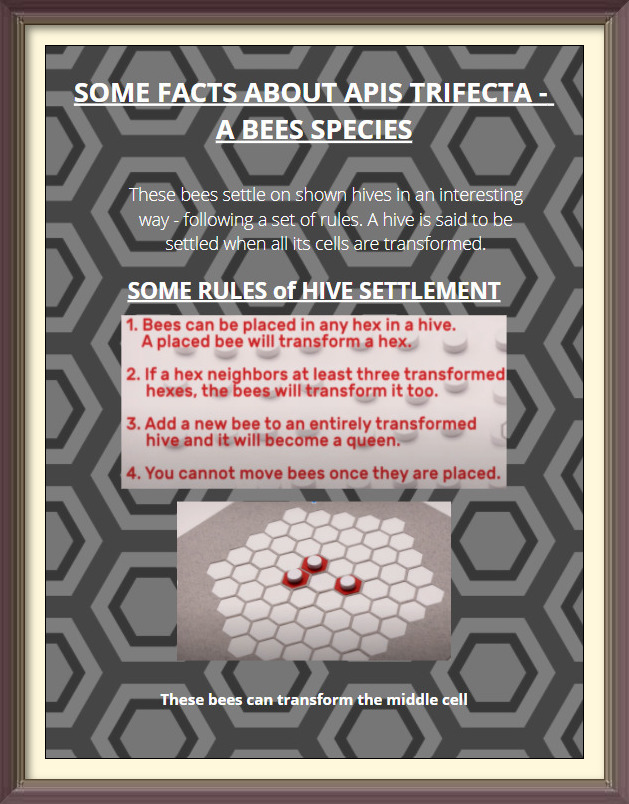 SOME FACTS ABOUT APIS TRIFECTA -
A BEES SPECIES
These bees settle on shown hives in an interesting
way - following a set of rules. A hive is said to be
settled when all its cells are transformed.
SOME RULES of HIVE SETTLEMENT
1. Bees can be placed in any hex in a hive.
A placed bee will transform a hex.
2. If a hex neighbors at least three transformed
hexes, the bees will transform it too.
3. Add a new bee to an entirely transformed
hive and it will become a queen.
4. You cannot move bees once they are placed.
These bees can transform the middle cell